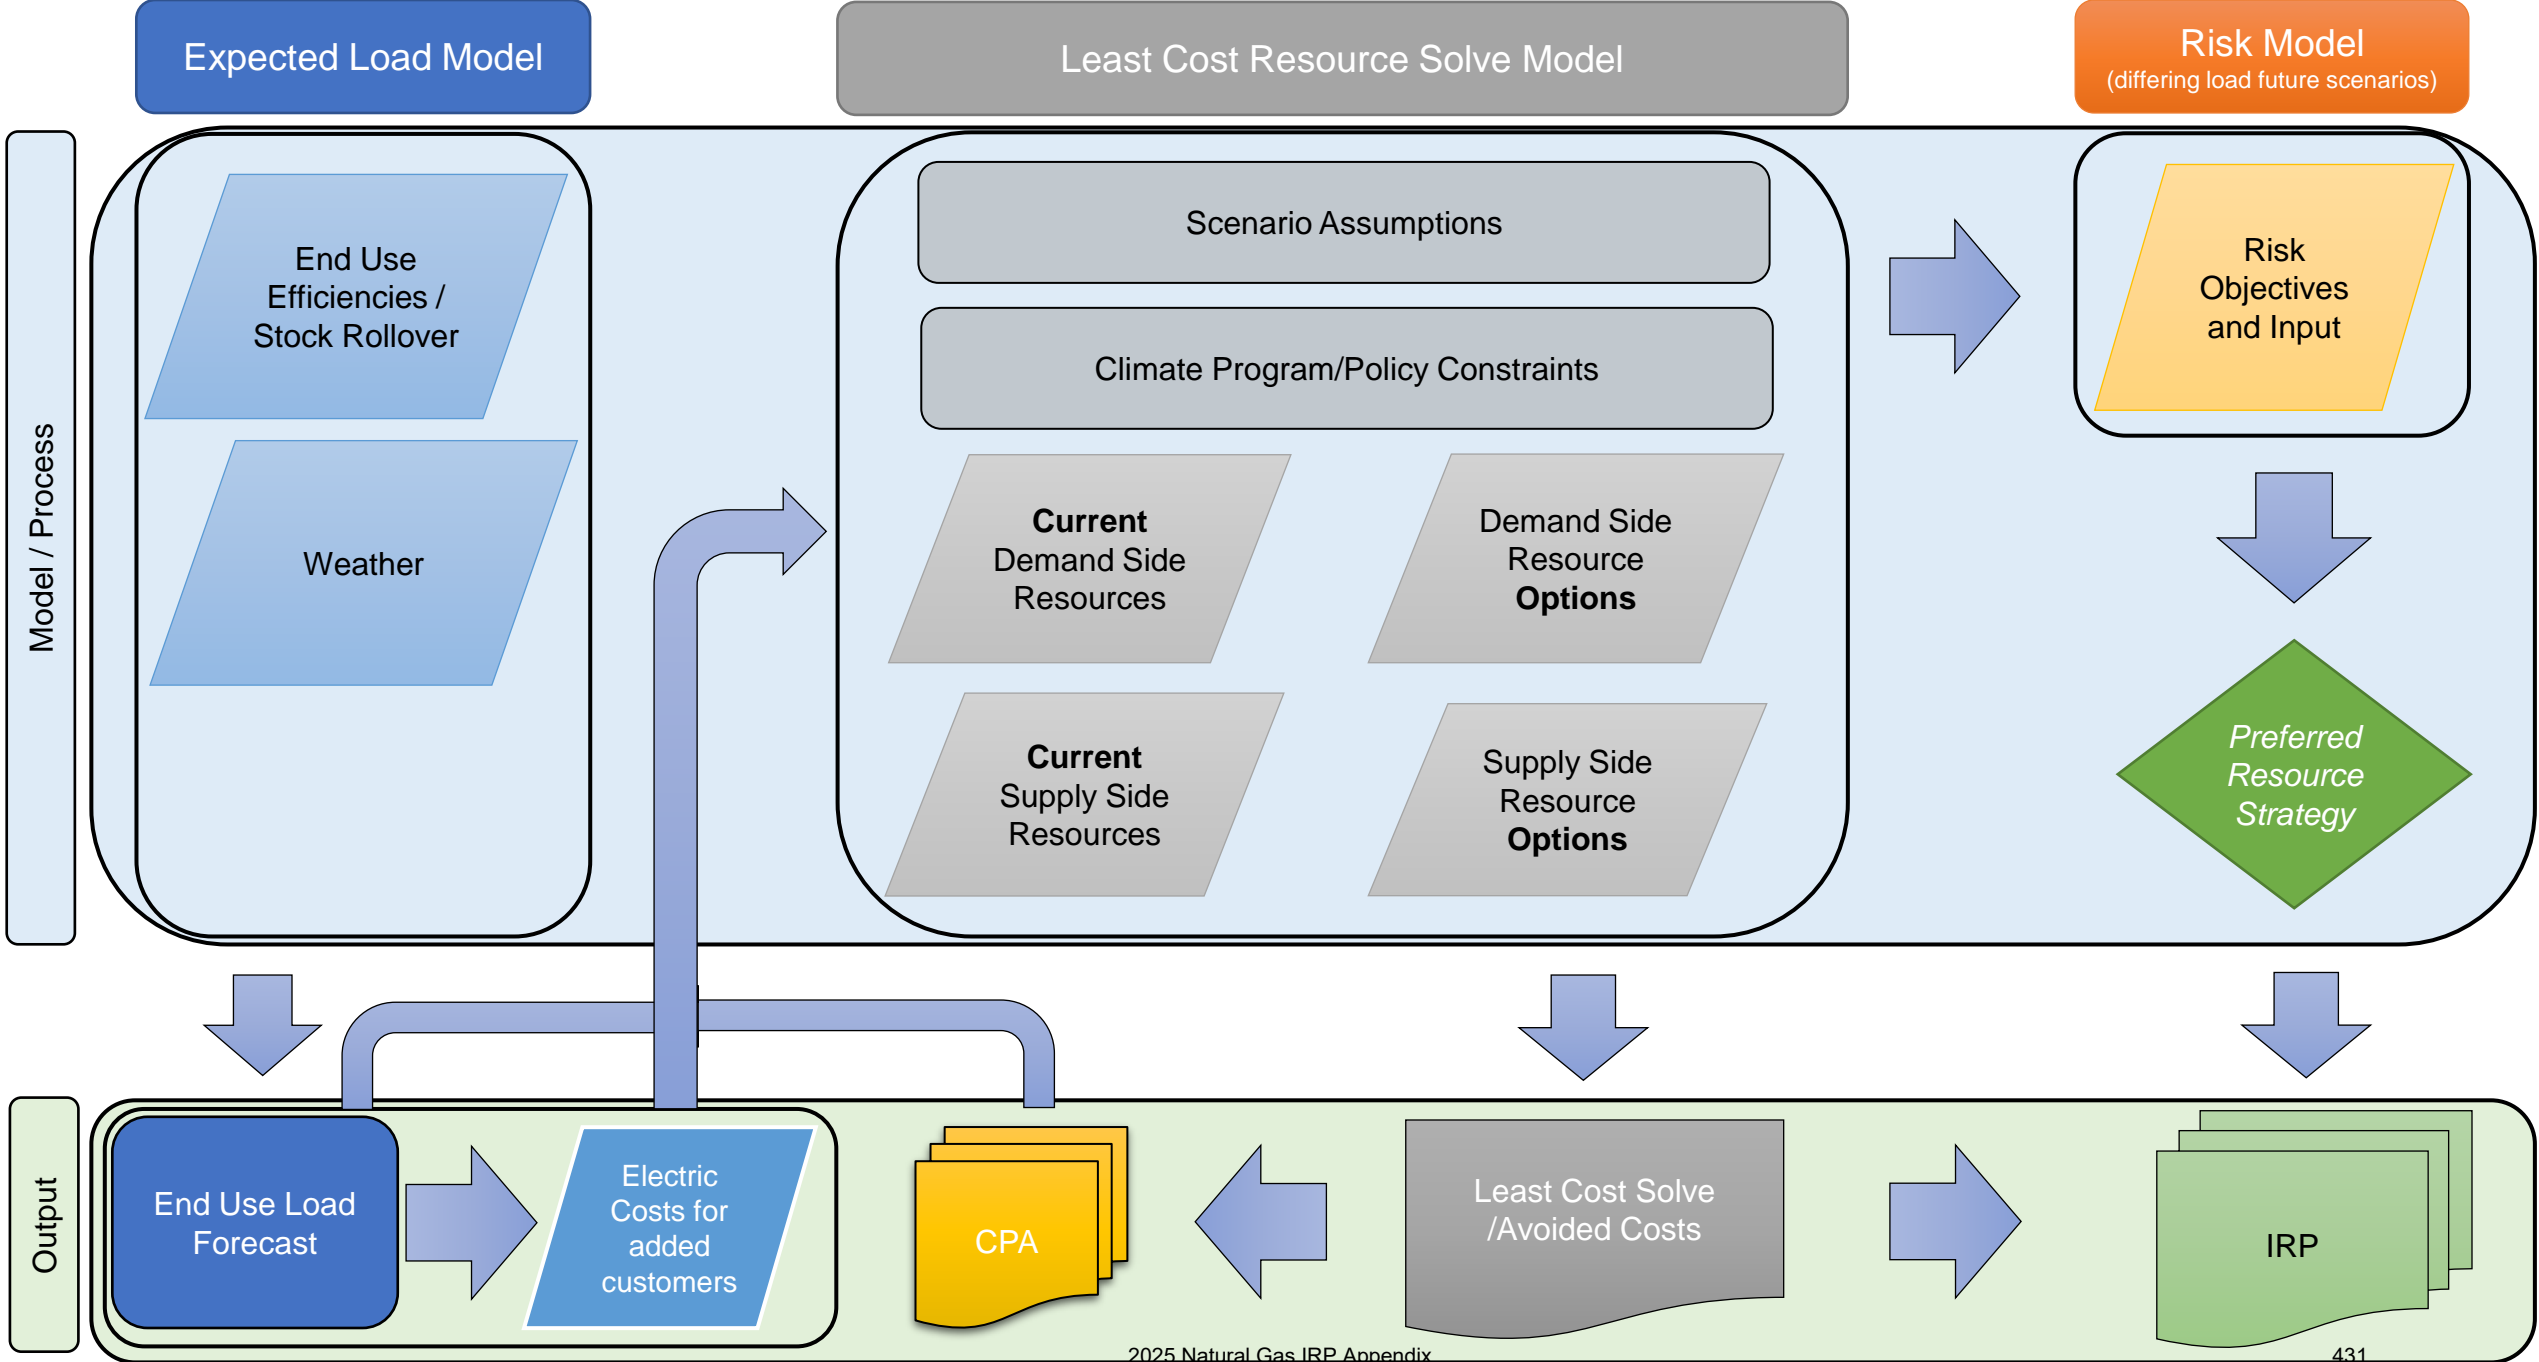 Expected Load Model
Least Cost Resource Solve Model
Risk Model
(differing load future scenarios)
Model / Process
End Use
Efficiencies /
Stock Rollover
Weather
Scenario Assumptions
Climate Program/Policy Constraints
Current
Demand Side
Resources
Demand Side
Resource
Options
Current
Supply Side
Resources
Supply Side
Resource
Options
Risk
Objectives
and Input
Preferred
Resource
Strategy
Output
End Use Load
Forecast
Electric
Costs for
added
customers
CPA
Least Cost Solve
/Avoided Costs
IRP
2025 Natural Gas IRP Appendix
431